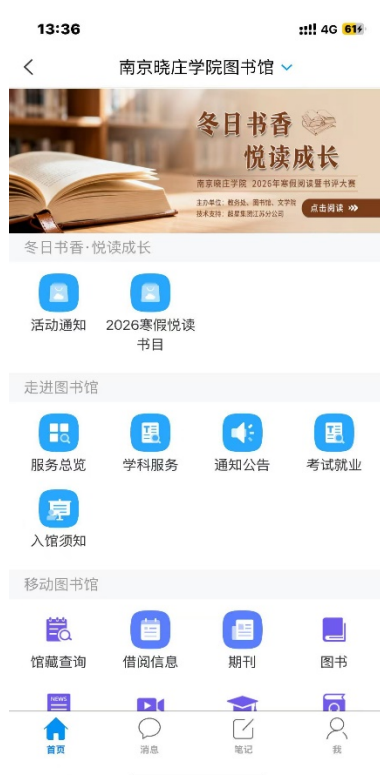 13:36
4G 61
南京晓庄学院图书馆
冬日书香
悦读成长
南京晓庄学院 2026年寒假阅读暨书评大赛
主办单位：教务处、图书馆、文学院
技术支持：超星集团江苏分公司
点击阅读
冬日书香·悦读成长
活动通知
2026寒假悦读
书目
走进图书馆
服务总览 学科服务 通知公告 考试就业
入馆须知
移动图书馆
馆藏查询 借阅信息 期刊 图书
NEWS
首页 消息 笔记 我